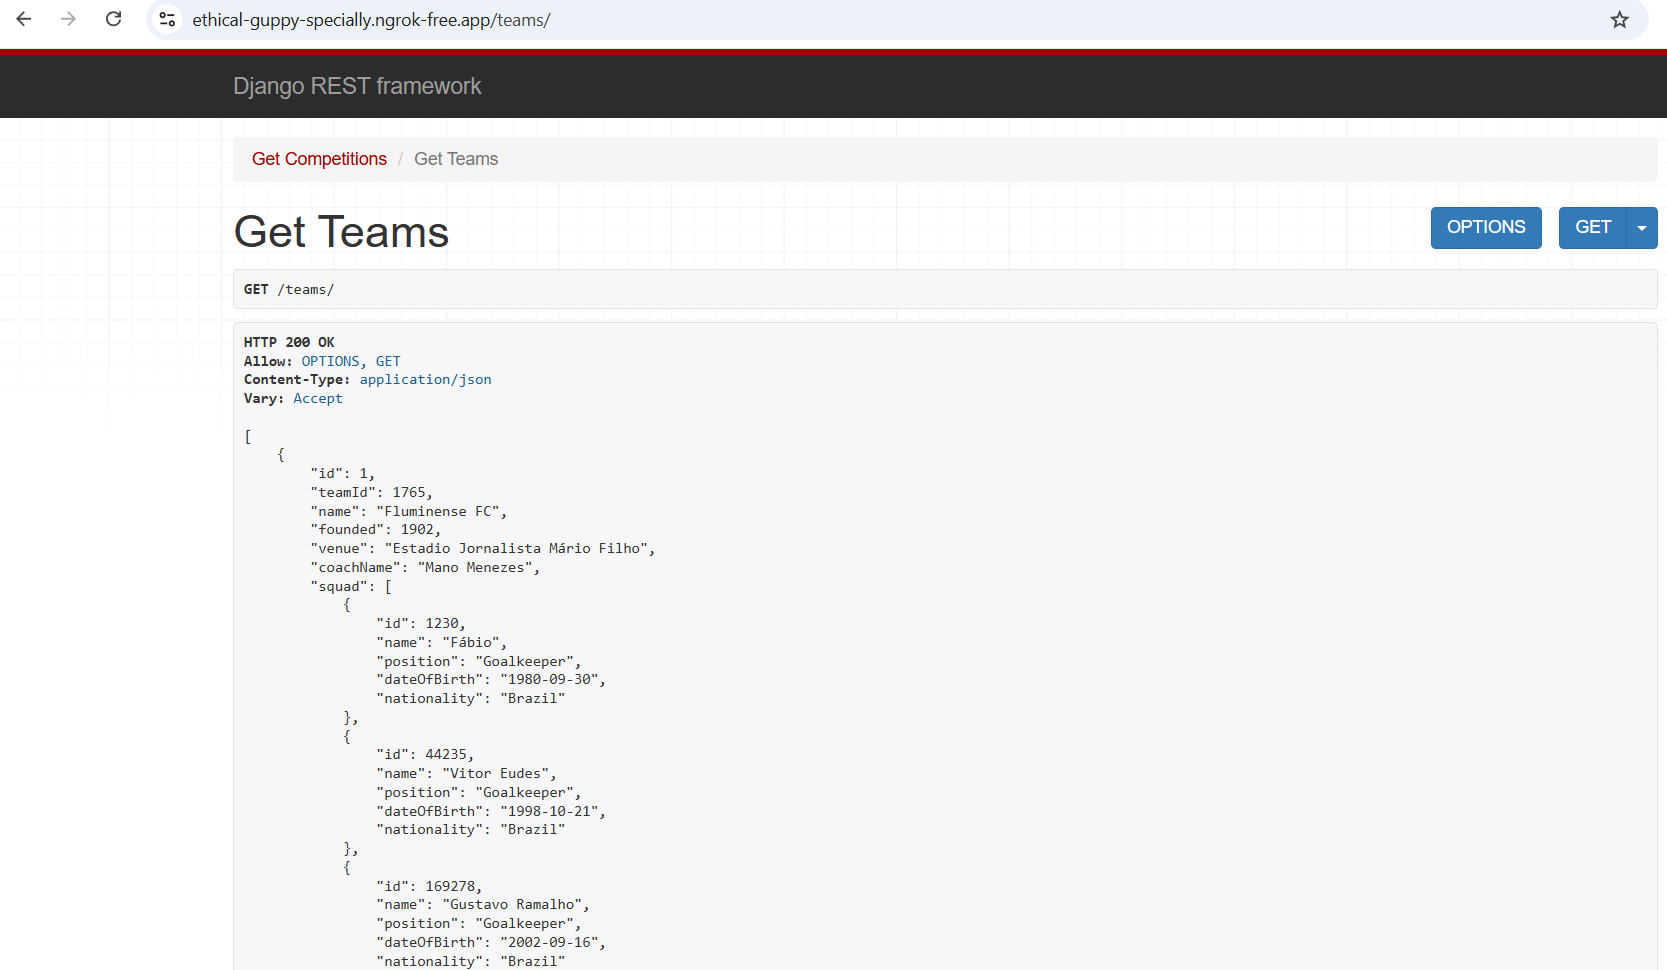 ethical-guppy-specially.ngrok-free.app/teams/
Django REST framework
Get Competitions / Get Teams
Get Teams
OPTIONS
GET
GET /teams/
HTTP 200 OK
Allow: OPTIONS, GET
Content-Type: application/json
Vary: Accept
[
    {
        "id": 1,
        "teamId": 1765,
        "name": "Fluminense FC",
        "founded": 1902,
        "venue": "Estadio Jornalista Mário Filho",
        "coachName": "Mano Menezes",
        "squad": [
            {
                "id": 1230,
                "name": "Fábio",
                "position": "Goalkeeper",
                "dateOfBirth": "1980-09-30",
                "nationality": "Brazil"
            },
            {
                "id": 44235,
                "name": "Vitor Eudes",
                "position": "Goalkeeper",
                "dateOfBirth": "1998-10-21",
                "nationality": "Brazil"
            },
            {
                "id": 169278,
                "name": "Gustavo Ramalho",
                "position": "Goalkeeper",
                "dateOfBirth": "2002-09-16",
                "nationality": "Brazil"